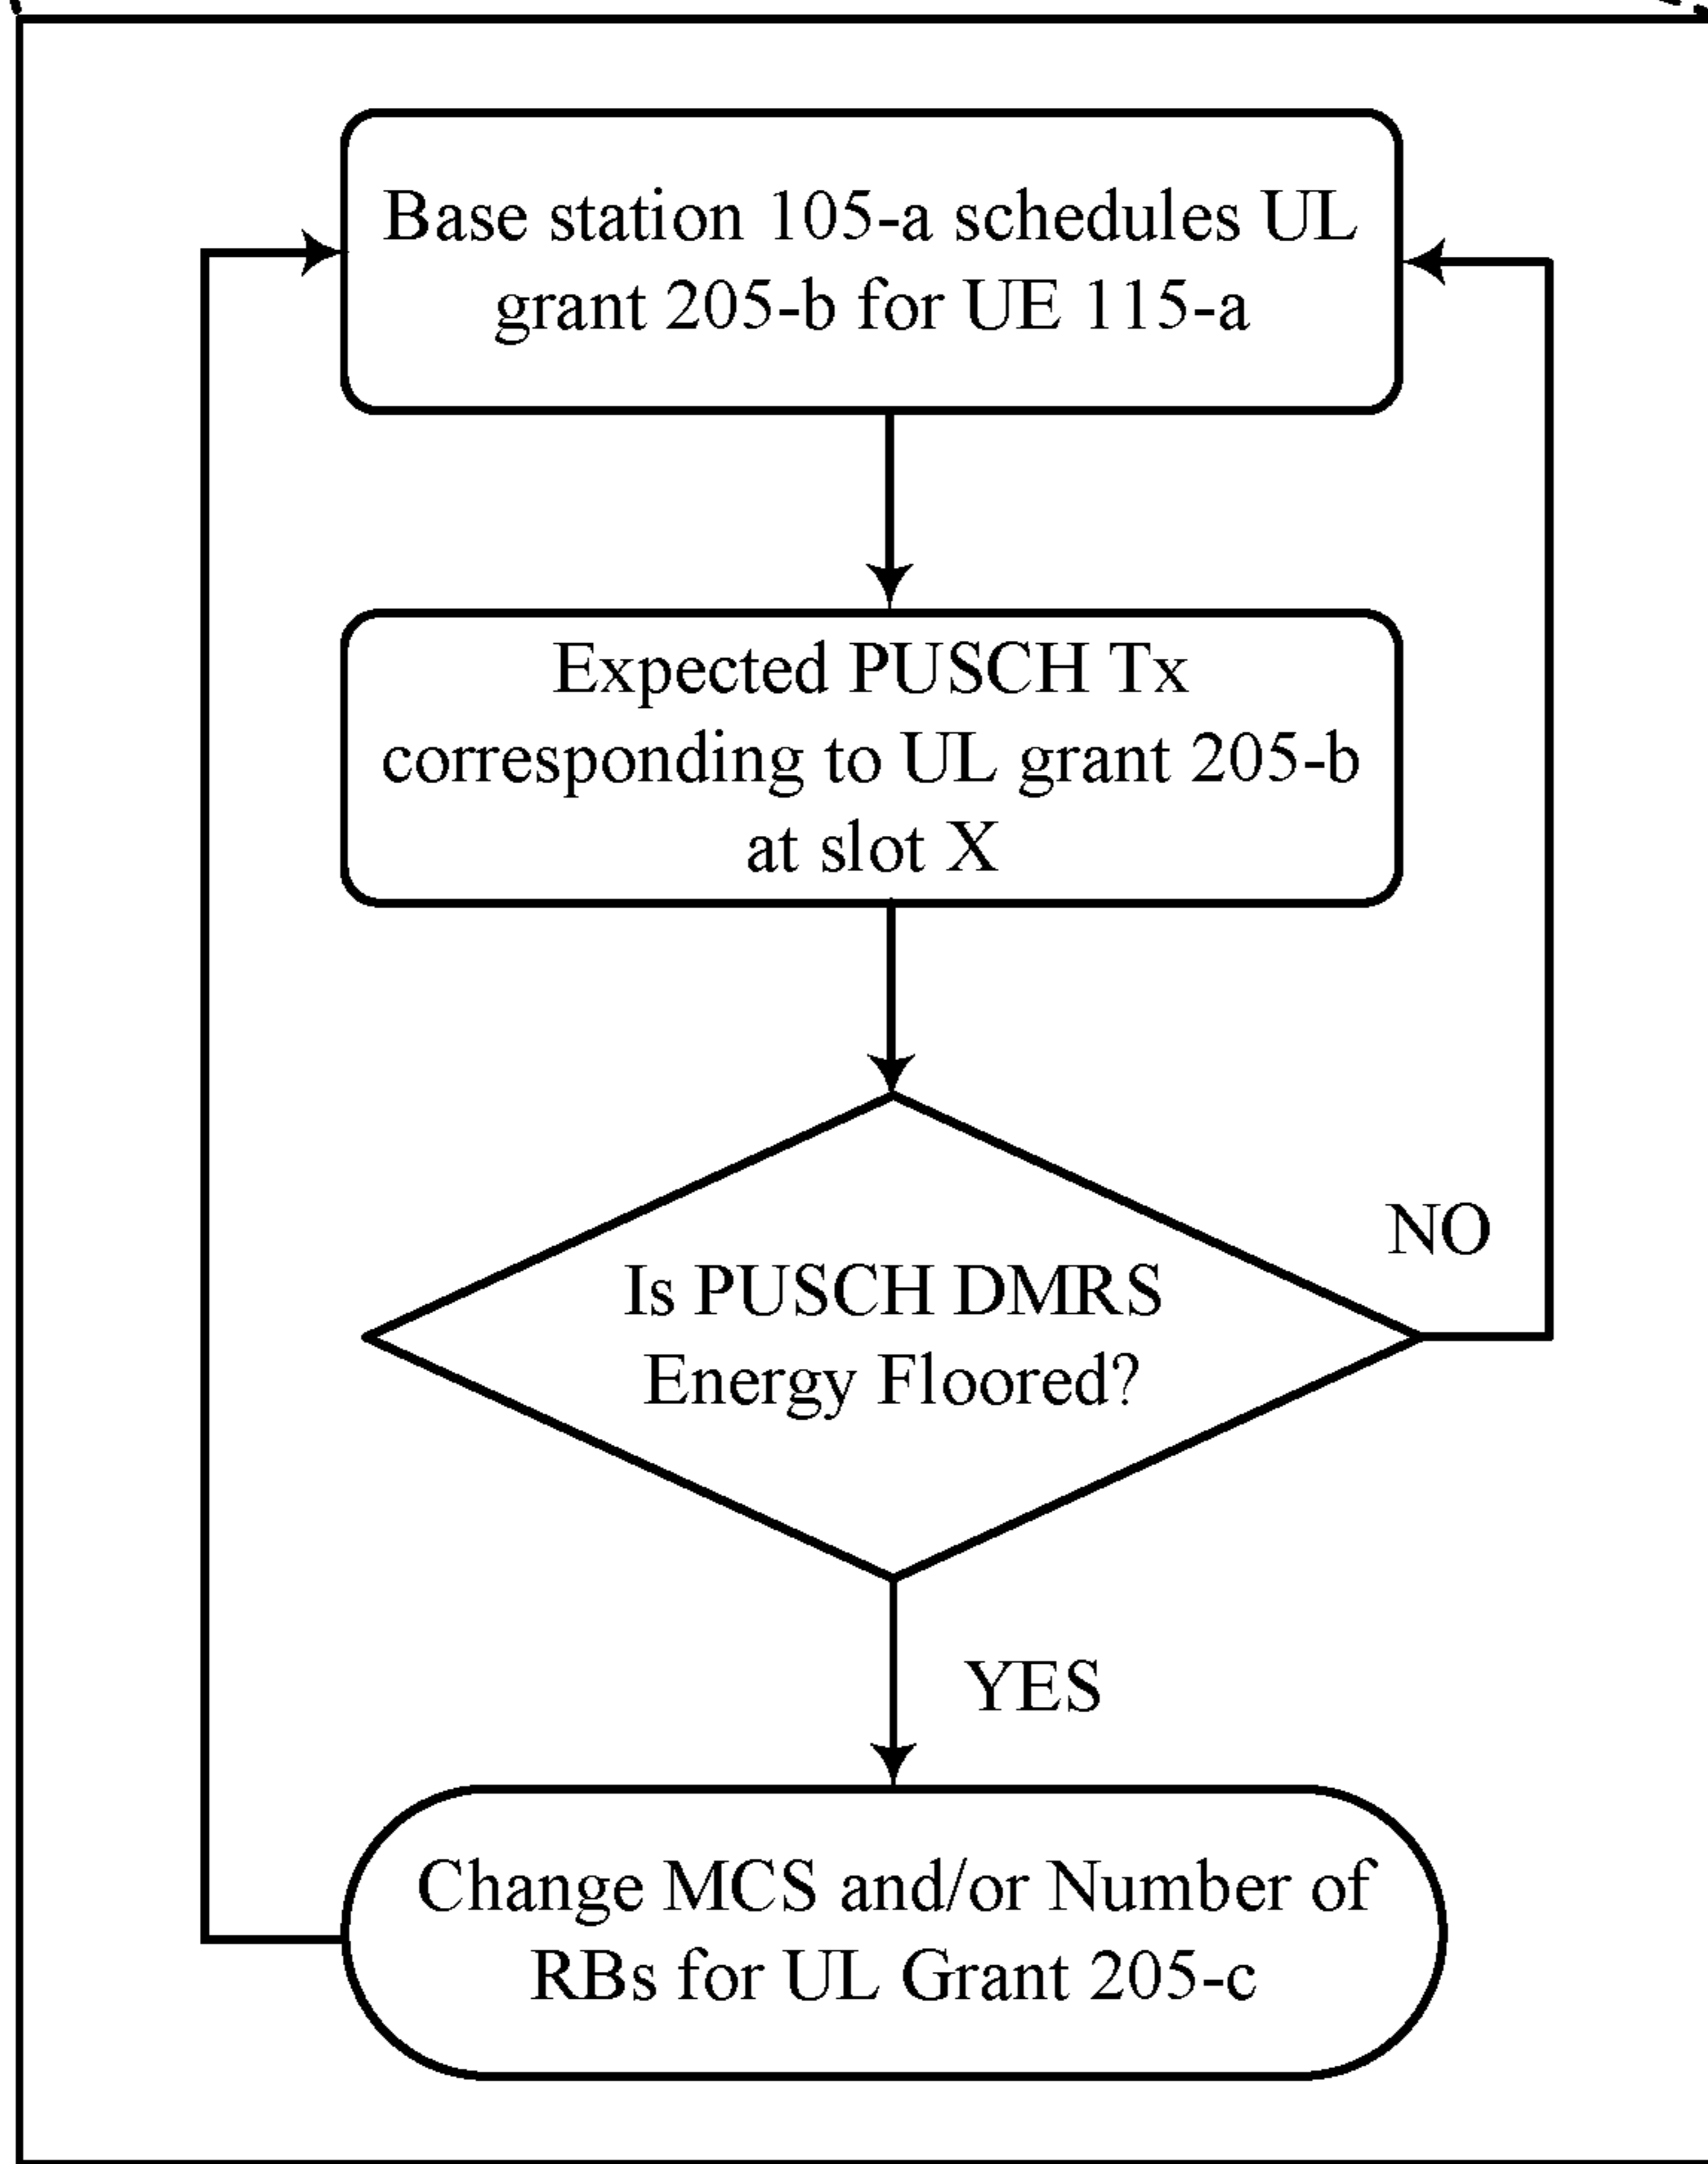 Base station 105-a schedules UL
grant 205-b for UE 115-a
Expected PUSCH Tx
corresponding to UL grant 205-b
at slot X
NO
Is PUSCH DMRS
Energy Floored?
YES
Change MCS and/or Number of
RBs for UL Grant 205-c